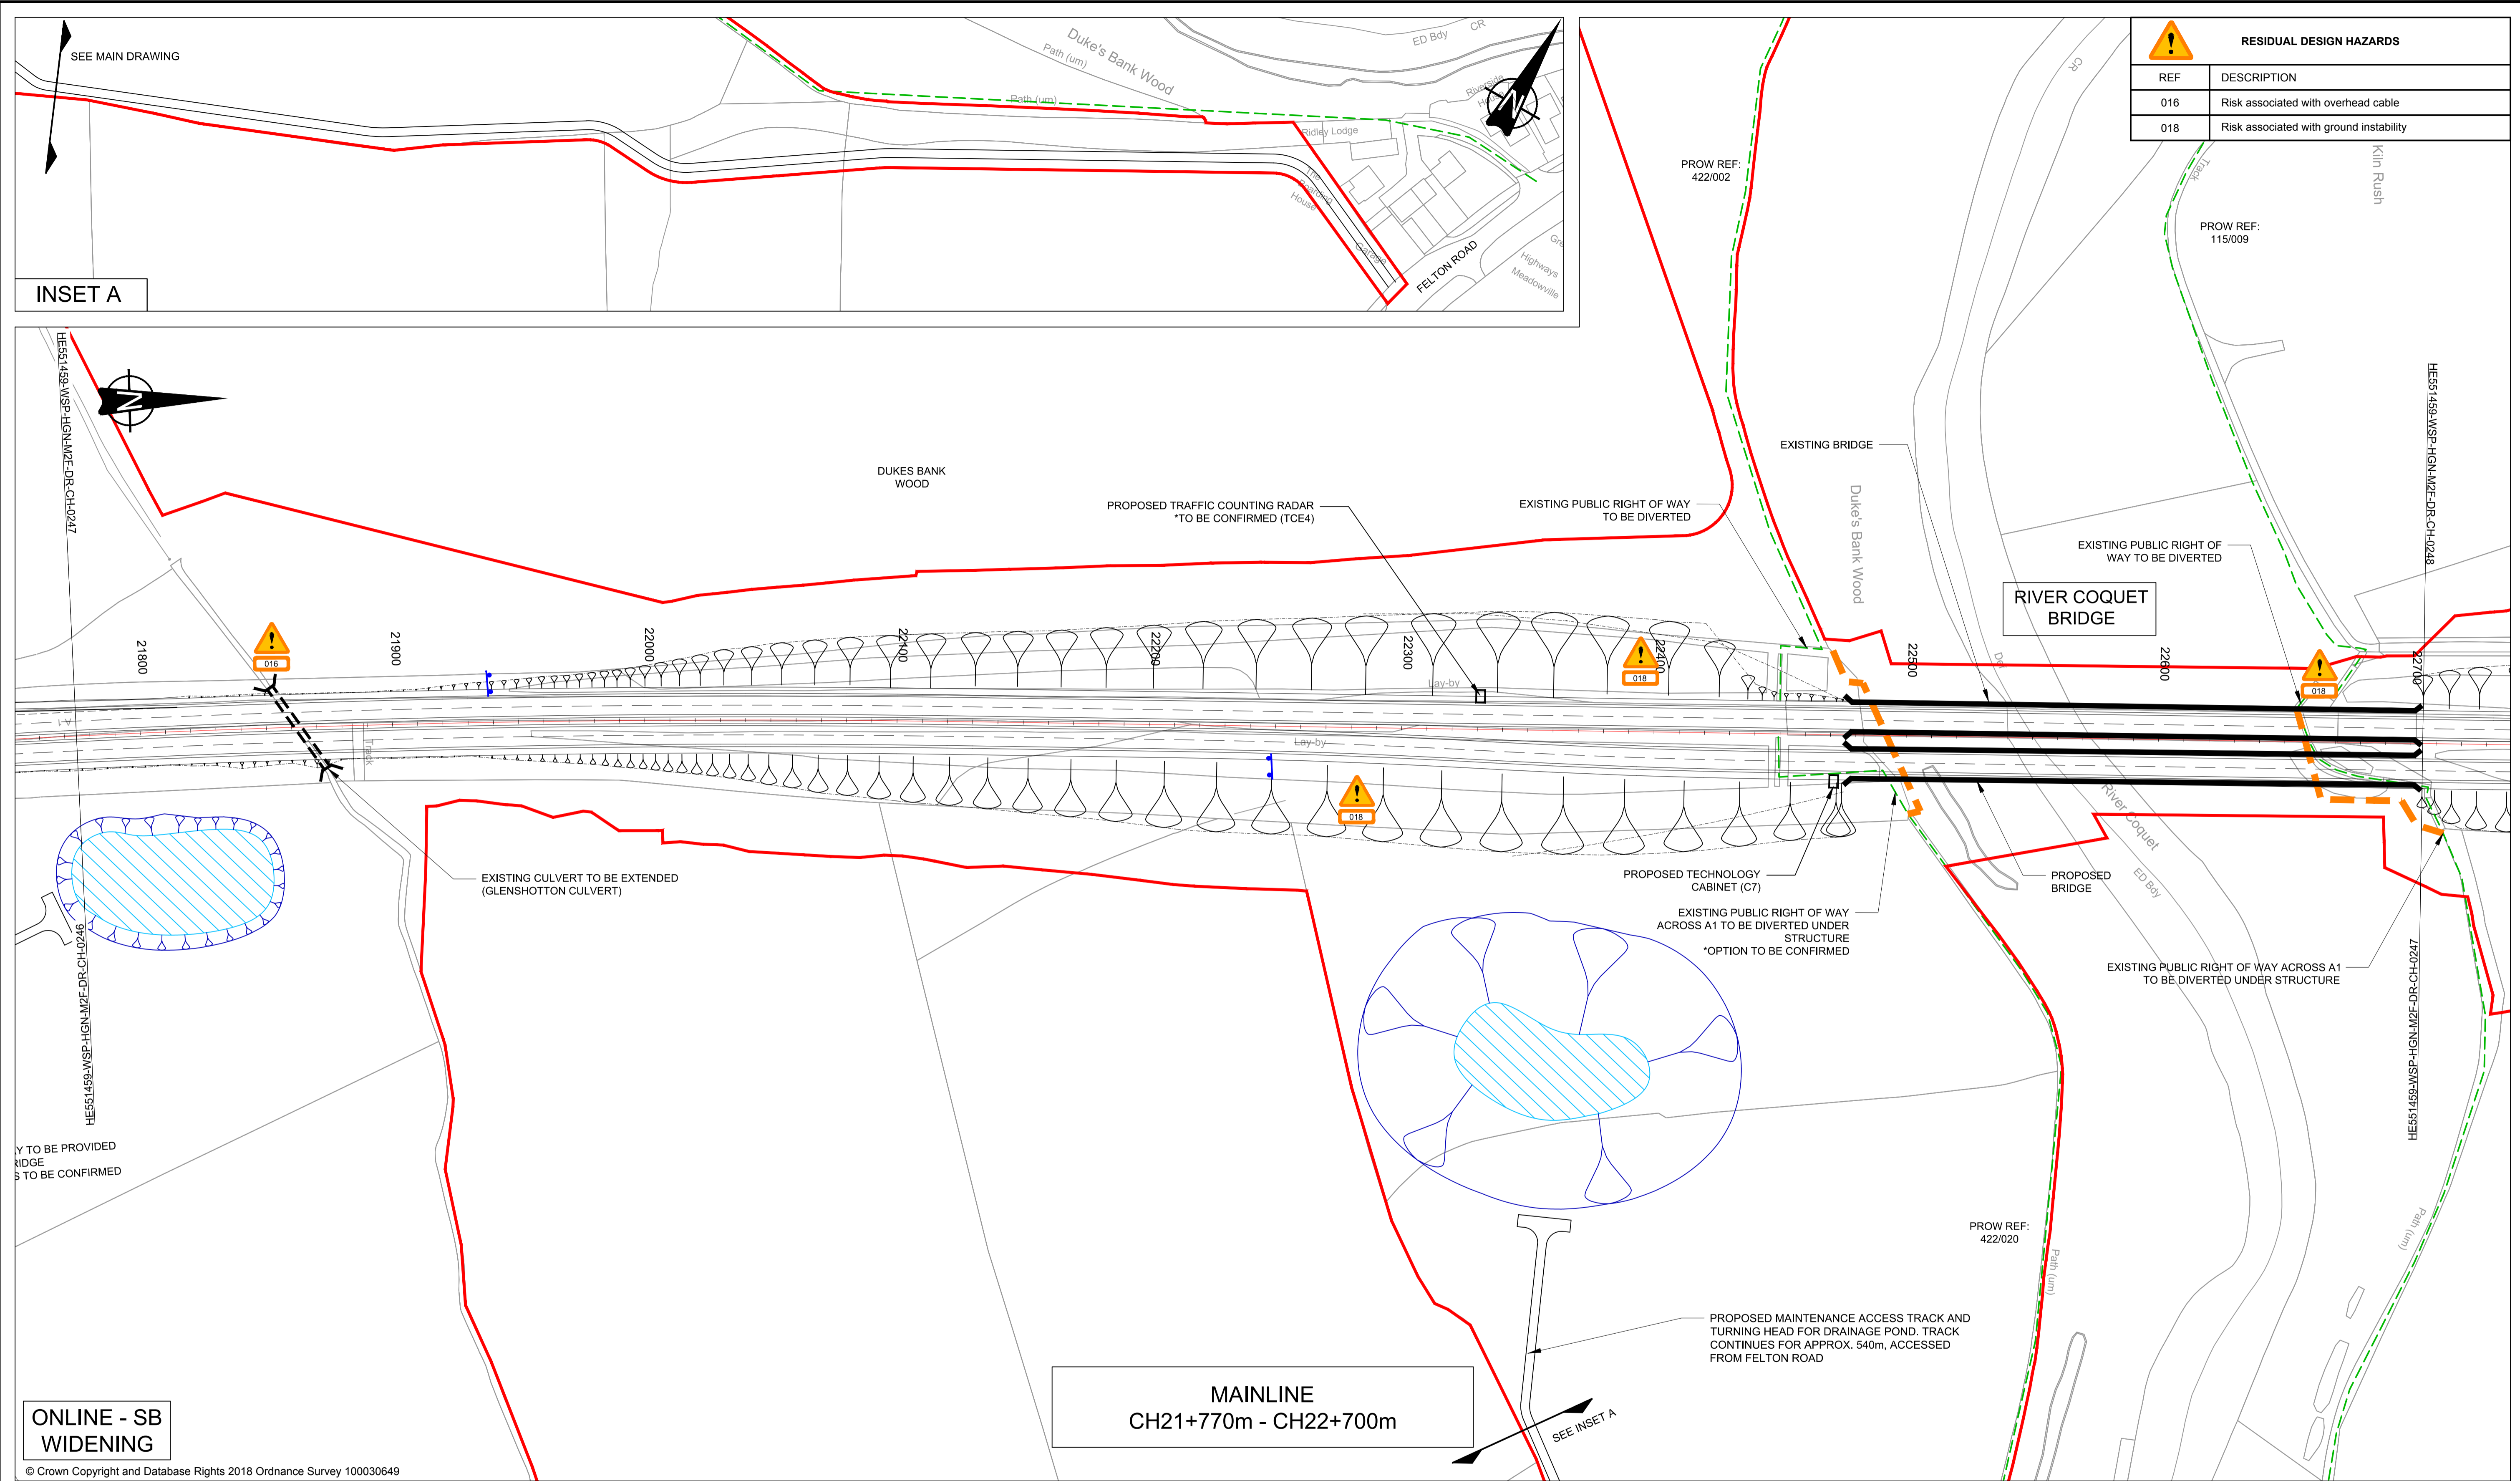 SEE MAIN DRAWING
Duke's Bank Wood
Path (um)
Path (um)
ED Bdy
CR
Riverside
Ridley Lodge
The
Boarding
House
Garage
FELTON ROAD
Highways
Meadowville
N
INSET A
RESIDUAL DESIGN HAZARDS
REF
DESCRIPTION
016
Risk associated with overhead cable
018
Risk associated with ground instability
PROW REF:
422/002
CR
Track
Kiln Rush
PROW REF:
115/009
HE551459-WSP-HGN-M2F-DR-CH-0247
N
DUKES BANK
WOOD
PROPOSED TRAFFIC COUNTING RADAR
*TO BE CONFIRMED (TCE4)
EXISTING PUBLIC RIGHT OF WAY
TO BE DIVERTED
EXISTING BRIDGE
Duke's Bank Wood
EXISTING PUBLIC RIGHT OF
WAY TO BE DIVERTED
RIVER COQUET
BRIDGE
HE551459-WSP-HGN-M2F-DR-CH-0248
21800
016
21900
22000
22100
22200
22300
018
22400
22500
22600
018
22700
Lay-by
A1
Track
Lay-by
018
River Coquet
ED Bdy
EXISTING CULVERT TO BE EXTENDED
(GLENSHOTTON CULVERT)
PROPOSED TECHNOLOGY
CABINET (C7)
PROPOSED
BRIDGE
EXISTING PUBLIC RIGHT OF WAY
ACROSS A1 TO BE DIVERTED UNDER
STRUCTURE
*OPTION TO BE CONFIRMED
EXISTING PUBLIC RIGHT OF WAY ACROSS A1
TO BE DIVERTED UNDER STRUCTURE
HE551459-WSP-HGN-M2F-DR-CH-0246
HE551459-WSP-HGN-M2F-DR-CH-0247
Y TO BE PROVIDED
RIDGE
S TO BE CONFIRMED
PROW REF:
422/020
Path (um)
Path (um)
PROPOSED MAINTENANCE ACCESS TRACK AND
TURNING HEAD FOR DRAINAGE POND. TRACK
CONTINUES FOR APPROX. 540m, ACCESSED
FROM FELTON ROAD
MAINLINE
CH21+770m - CH22+700m
SEE INSET A
ONLINE - SB
WIDENING
© Crown Copyright and Database Rights 2018 Ordnance Survey 100030649